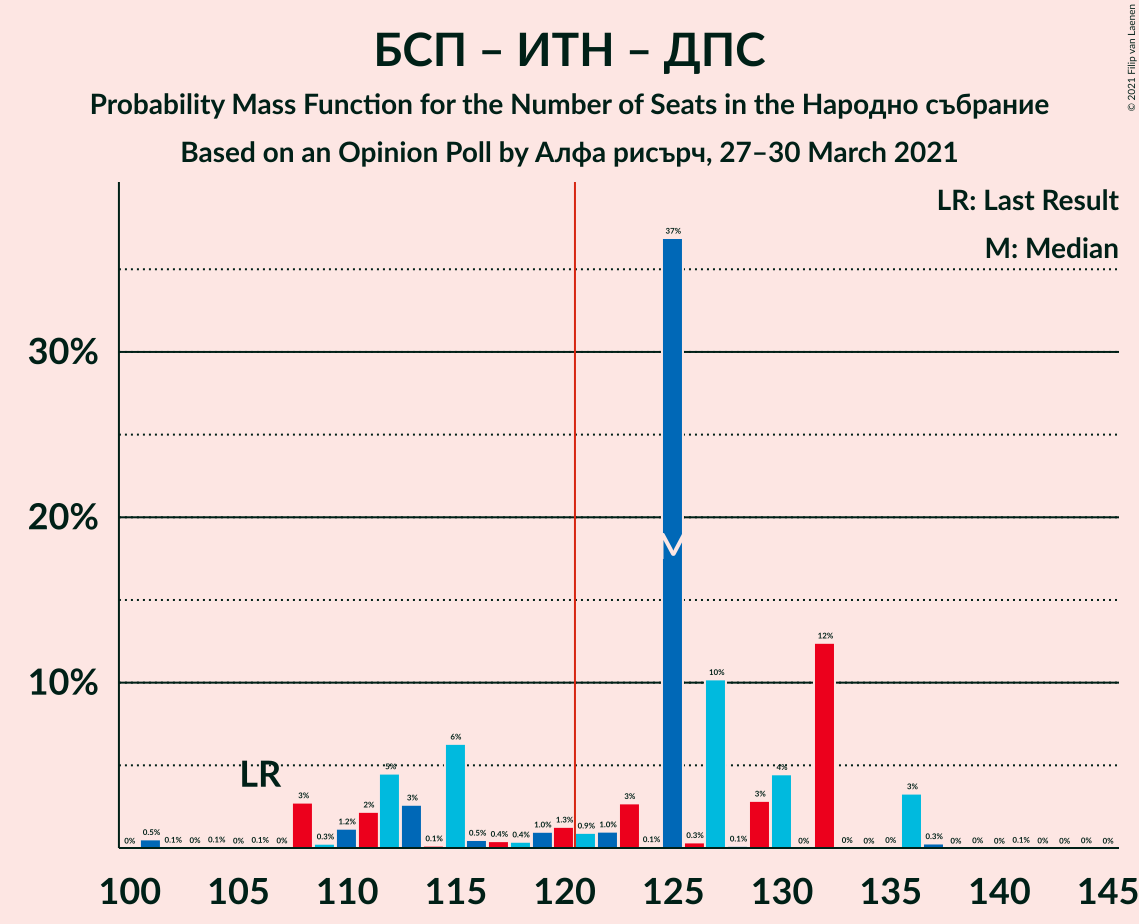 БСП – ИТН – ДПС
Probability Mass Function for the Number of Seats in the Народно събрание
Based on an Opinion Poll by Алфа рисърч, 27–30 March 2021
© 2021 Filip van Laenen
LR: Last Result
M: Median
30%
20%
10%
LR
M
0% 0.5% 0.1% 0% 0.1% 0% 0.1% 0% 3% 0.3% 1.2% 2% 5% 3% 0.1% 6% 0.5% 0.4% 0.4% 1.0% 1.3% 0.9% 1.0% 3% 0.1% 37% 0.3% 10% 0.1% 3% 4% 0% 12% 0% 0% 0% 3% 0.3% 0% 0% 0% 0.1% 0% 0% 0% 0%
100 105 110 115 120 125 130 135 140 145